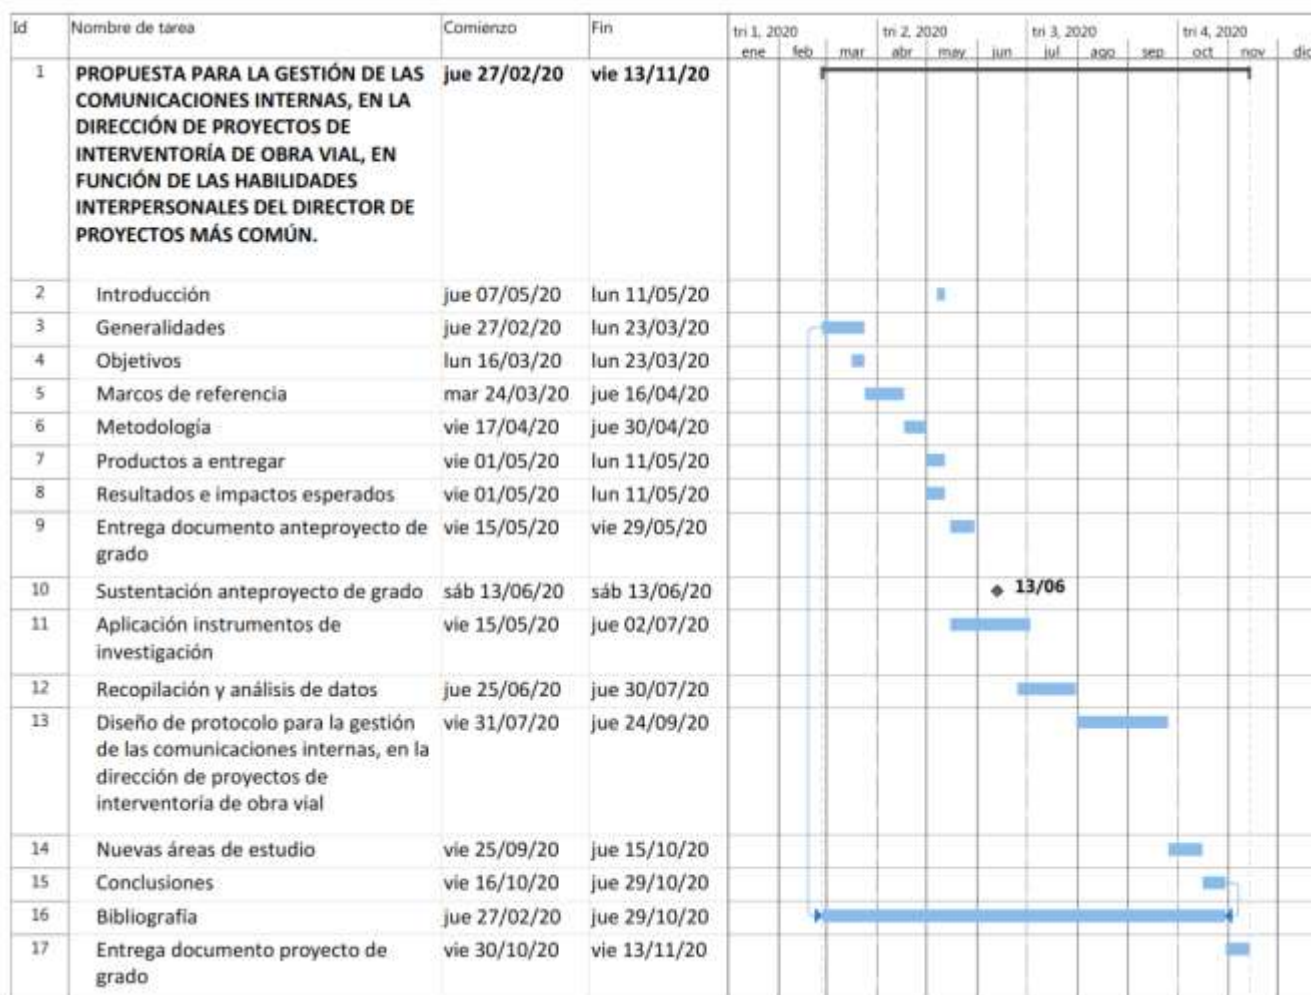 Id Nombre de tarea Comienzo Fin tri 1, 2020 tri 2, 2020 tri 3, 2020 tri 4, 2020
ene feb mar abr may jun jul ago sep oct nov dic
1 PROPUESTA PARA LA GESTIÓN DE LAS jue 27/02/20 vie 13/11/20
COMUNICACIONES INTERNAS, EN LA
DIRECCIÓN DE PROYECTOS DE
INTERVENTORÍA DE OBRA VIAL, EN
FUNCIÓN DE LAS HABILIDADES
INTERPERSONALES DEL DIRECTOR DE
PROYECTOS MÁS COMÚN.
2 Introducción jue 07/05/20 lun 11/05/20
3 Generalidades jue 27/02/20 lun 23/03/20
4 Objetivos lun 16/03/20 lun 23/03/20
5 Marcos de referencia mar 24/03/20 jue 16/04/20
6 Metodología vie 17/04/20 jue 30/04/20
7 Productos a entregar vie 01/05/20 lun 11/05/20
8 Resultados e impactos esperados vie 01/05/20 lun 11/05/20
9 Entrega documento anteproyecto de vie 15/05/20 vie 29/05/20
grado
10 Sustentación anteproyecto de grado sáb 13/06/20 sáb 13/06/20 13/06
11 Aplicación instrumentos de vie 15/05/20 jue 02/07/20
investigación
12 Recopilación y análisis de datos jue 25/06/20 jue 30/07/20
13 Diseño de protocolo para la gestión vie 31/07/20 jue 24/09/20
de las comunicaciones internas, en la
dirección de proyectos de
interventoría de obra vial
14 Nuevas áreas de estudio vie 25/09/20 jue 15/10/20
15 Conclusiones vie 16/10/20 jue 29/10/20
16 Bibliografía jue 27/02/20 jue 29/10/20
17 Entrega documento proyecto de vie 30/10/20 vie 13/11/20
grado